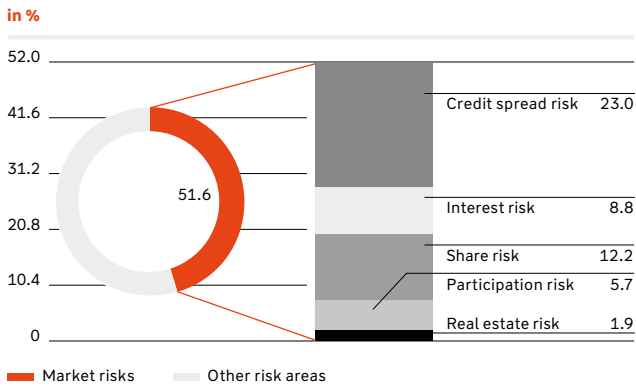 in %
52.0
41.6
31.2
20.8
10.4
0
51.6
Credit spread risk 23.0
Interest risk 8.8
Share risk 12.2
Participation risk 5.7
Real estate risk 1.9
Market risks Other risk areas